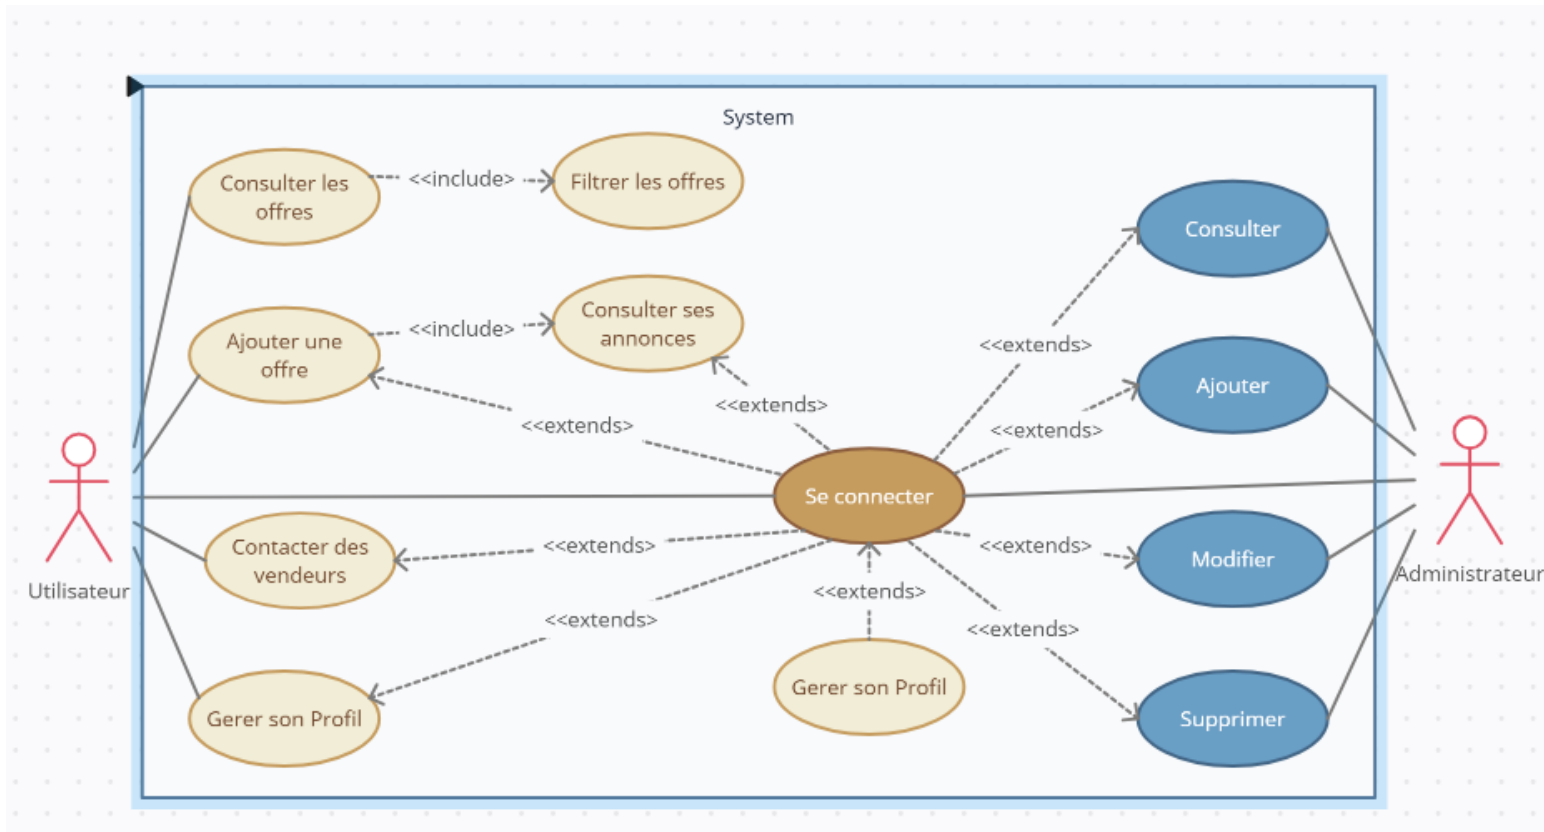 System
Consulter les
offres
<<include>
Filtrer les offres
Consulter
Ajouter une
offre
<<include>
Consulter ses
annonces
<<extends>
Ajouter
<<extends>
<<extends>
<<extends>
Se connecter
Utilisateur
Administrateur
Contacter des
vendeurs
<<extends>
<<extends>
Modifier
<<extends>
<<extends>
<<extends>
Gerer son Profil
Gerer son Profil
Supprimer